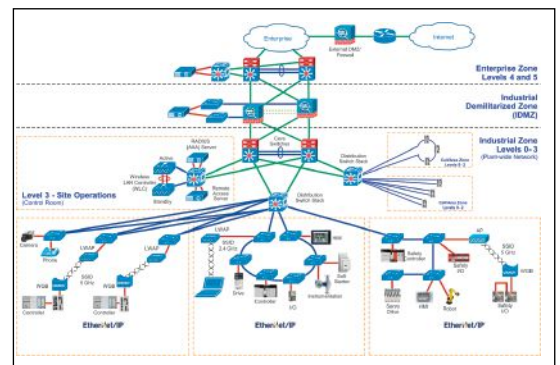 Enterprise
Internet
External DMZ/
Firewall
Enterprise Zone
Levels 4 and 5
Industrial
Demilitarized Zone
(IDMZ)
Industrial Zone
Levels 0-3
(Plant-wide Network)
Core
Switches
RADIUS
(AAA) Server
Active
Wireless
LAN Controller
(WLC)
Standby
Remote
Access
Server
Distribution
Switch Stack
Level 3 - Site Operations
(Control Room)
Distribution
Switch Stack
Camera
Phone
LWAP
LWAP
SSID
5 GHz
WGB
WGB
Controller
Controller
EtherNet/IP
LWAP
SSID
2.4 GHz
HMI
Soft
Starter
Drive
Controller
I/O
Instrumentation
EtherNet/IP
Safety
Controller
Safety
I/O
AP
SSID
5 GHz
WGB
Servo
Drive
HMI
Robot
Safety
I/O
EtherNet/IP